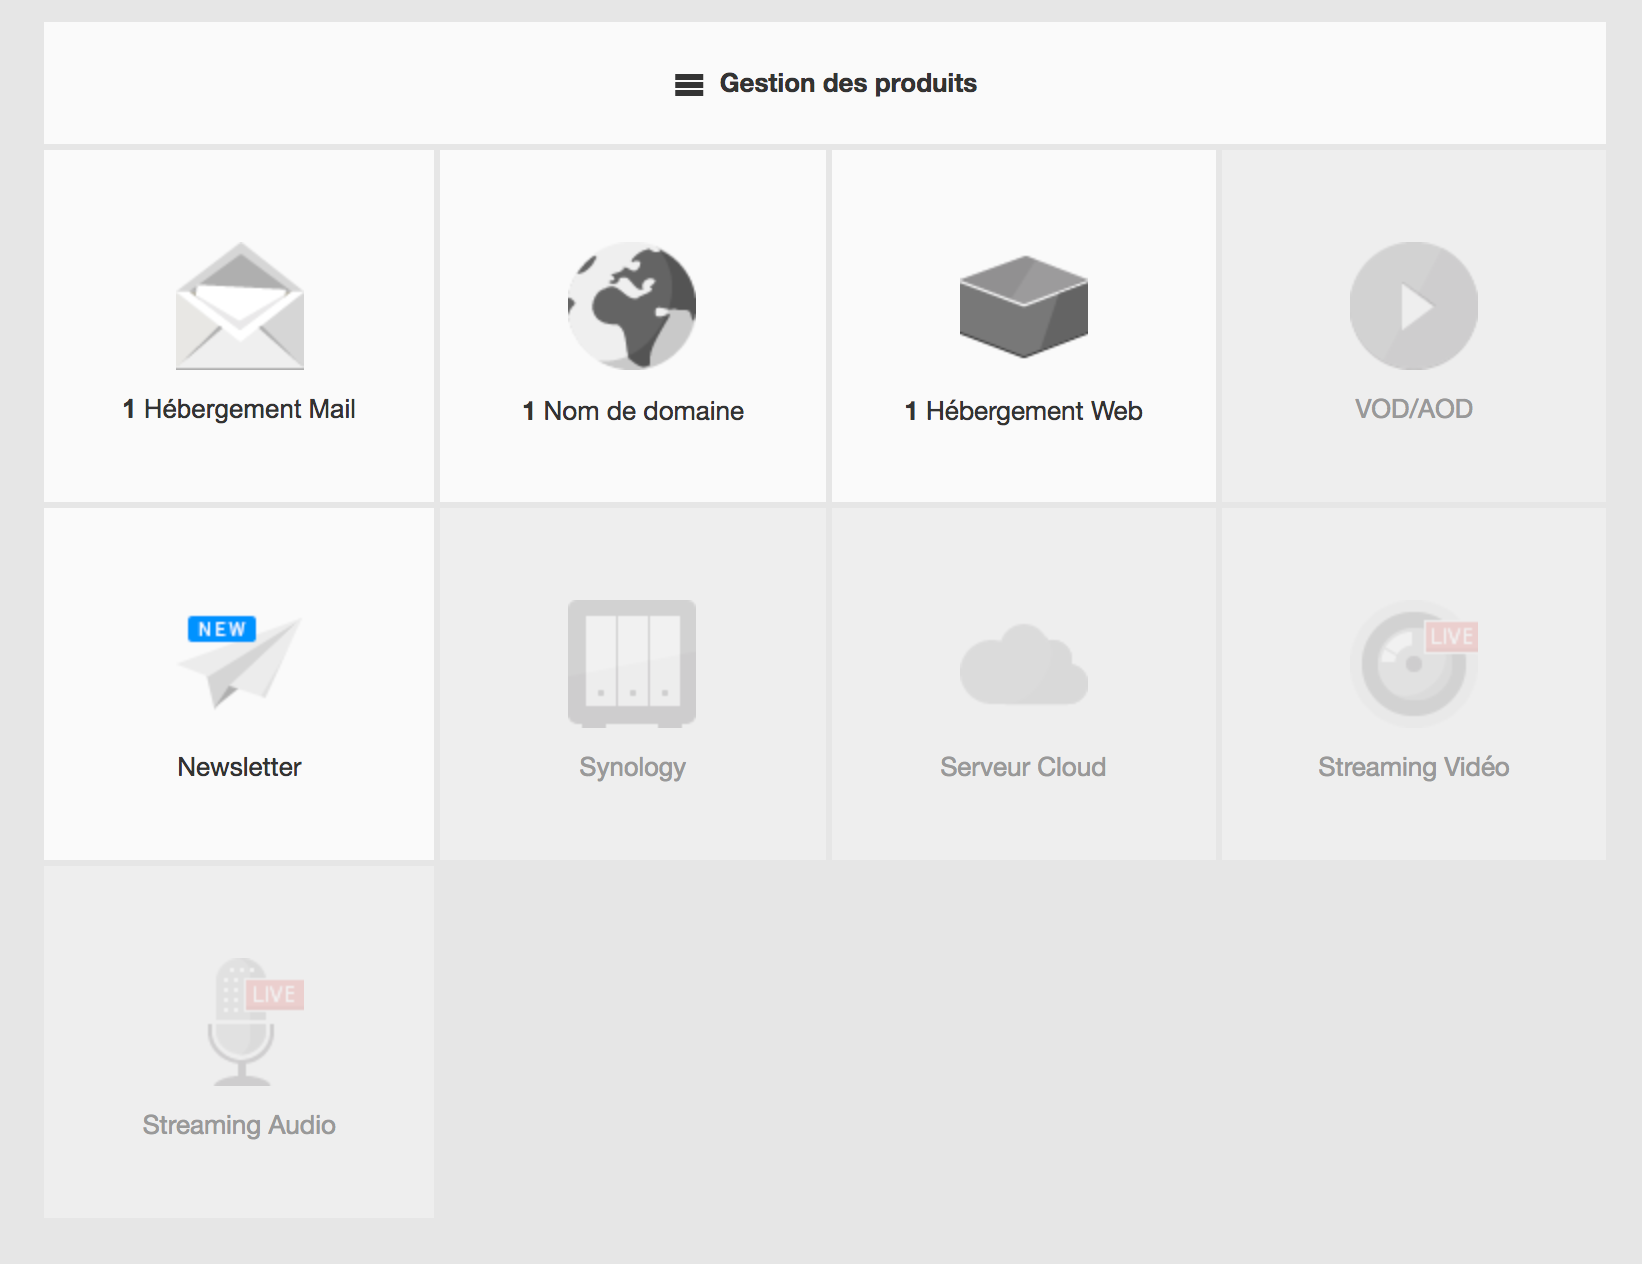 Gestion des produits
1 Hébergement Mail
1 Nom de domaine
1 Hébergement Web
VOD/AOD
NEW
Newsletter
Synology
Serveur Cloud
LIVE
Streaming Vidéo
LIVE
Streaming Audio